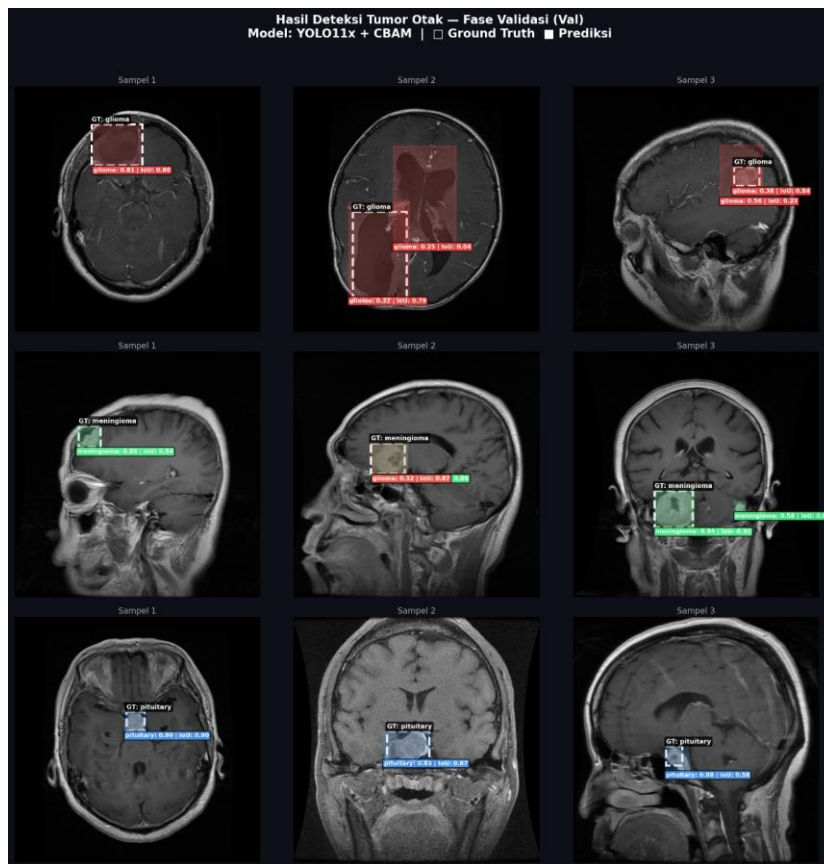 Hasil Deteksi Tumor Otak — Fase Validasi (Val)
Model: YOLO11x + CBAM | □ Ground Truth ■ Prediksi
Sampel 1
Sampel 2
Sampel 3
GT: glioma
glioma: 0.81 | IoU: 0.86
GT: glioma
glioma: 0.25 | IoU: 0.04
glioma: 0.32 | IoU: 0.79
GT: glioma
glioma: 0.38 | IoU: 0.84
glioma: 0.54 | IoU: 0.23
Sampel 1
Sampel 2
Sampel 3
GT: meningioma
meningioma: 0.89 | IoU: 0.94
GT: meningioma
glioma: 0.32 | IoU: 0.87
GT: meningioma
meningioma: 0.58 | IoU:
meningioma: 0.94 | IoU: 0.90
Sampel 1
Sampel 2
Sampel 3
GT: pituitary
pituitary: 0.90 | IoU: 0.90
GT: pituitary
pituitary: 0.83 | IoU: 0.87
GT: pituitary
pituitary: 0.88 | IoU: 0.58